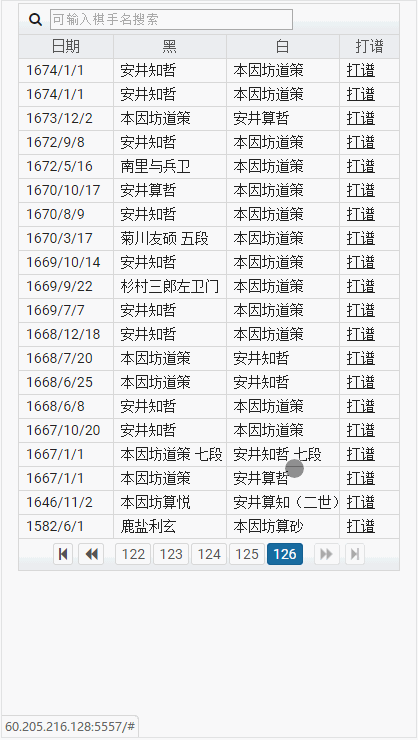 可输入棋手名搜索
日期 黑 白 打谱
1674/1/1 安井知哲 本因坊道策 打谱
1674/1/1 安井知哲 本因坊道策 打谱
1673/12/2 本因坊道策 安井算哲 打谱
1672/9/8 安井知哲 本因坊道策 打谱
1672/5/16 南里与兵卫 本因坊道策 打谱
1670/10/17 安井算哲 本因坊道策 打谱
1670/8/9 安井知哲 本因坊道策 打谱
1670/3/17 菊川友硕 五段 本因坊道策 打谱
1669/10/14 安井知哲 本因坊道策 打谱
1669/9/22 杉村三郎左卫门 本因坊道策 打谱
1669/7/7 安井知哲 本因坊道策 打谱
1668/12/18 安井知哲 本因坊道策 打谱
1668/7/20 本因坊道策 安井知哲 打谱
1668/6/25 本因坊道策 安井知哲 打谱
1668/6/8 安井知哲 本因坊道策 打谱
1667/10/20 安井知哲 本因坊道策 打谱
1667/1/1 本因坊道策 七段 安井知哲 七段 打谱
1667/1/1 本因坊道策 安井算哲 打谱
1646/11/2 本因坊算悦 安井算知（二世） 打谱
1582/6/1 鹿盐利玄 本因坊算砂 打谱
122 123 124 125 126
60.205.216.128:5557/#